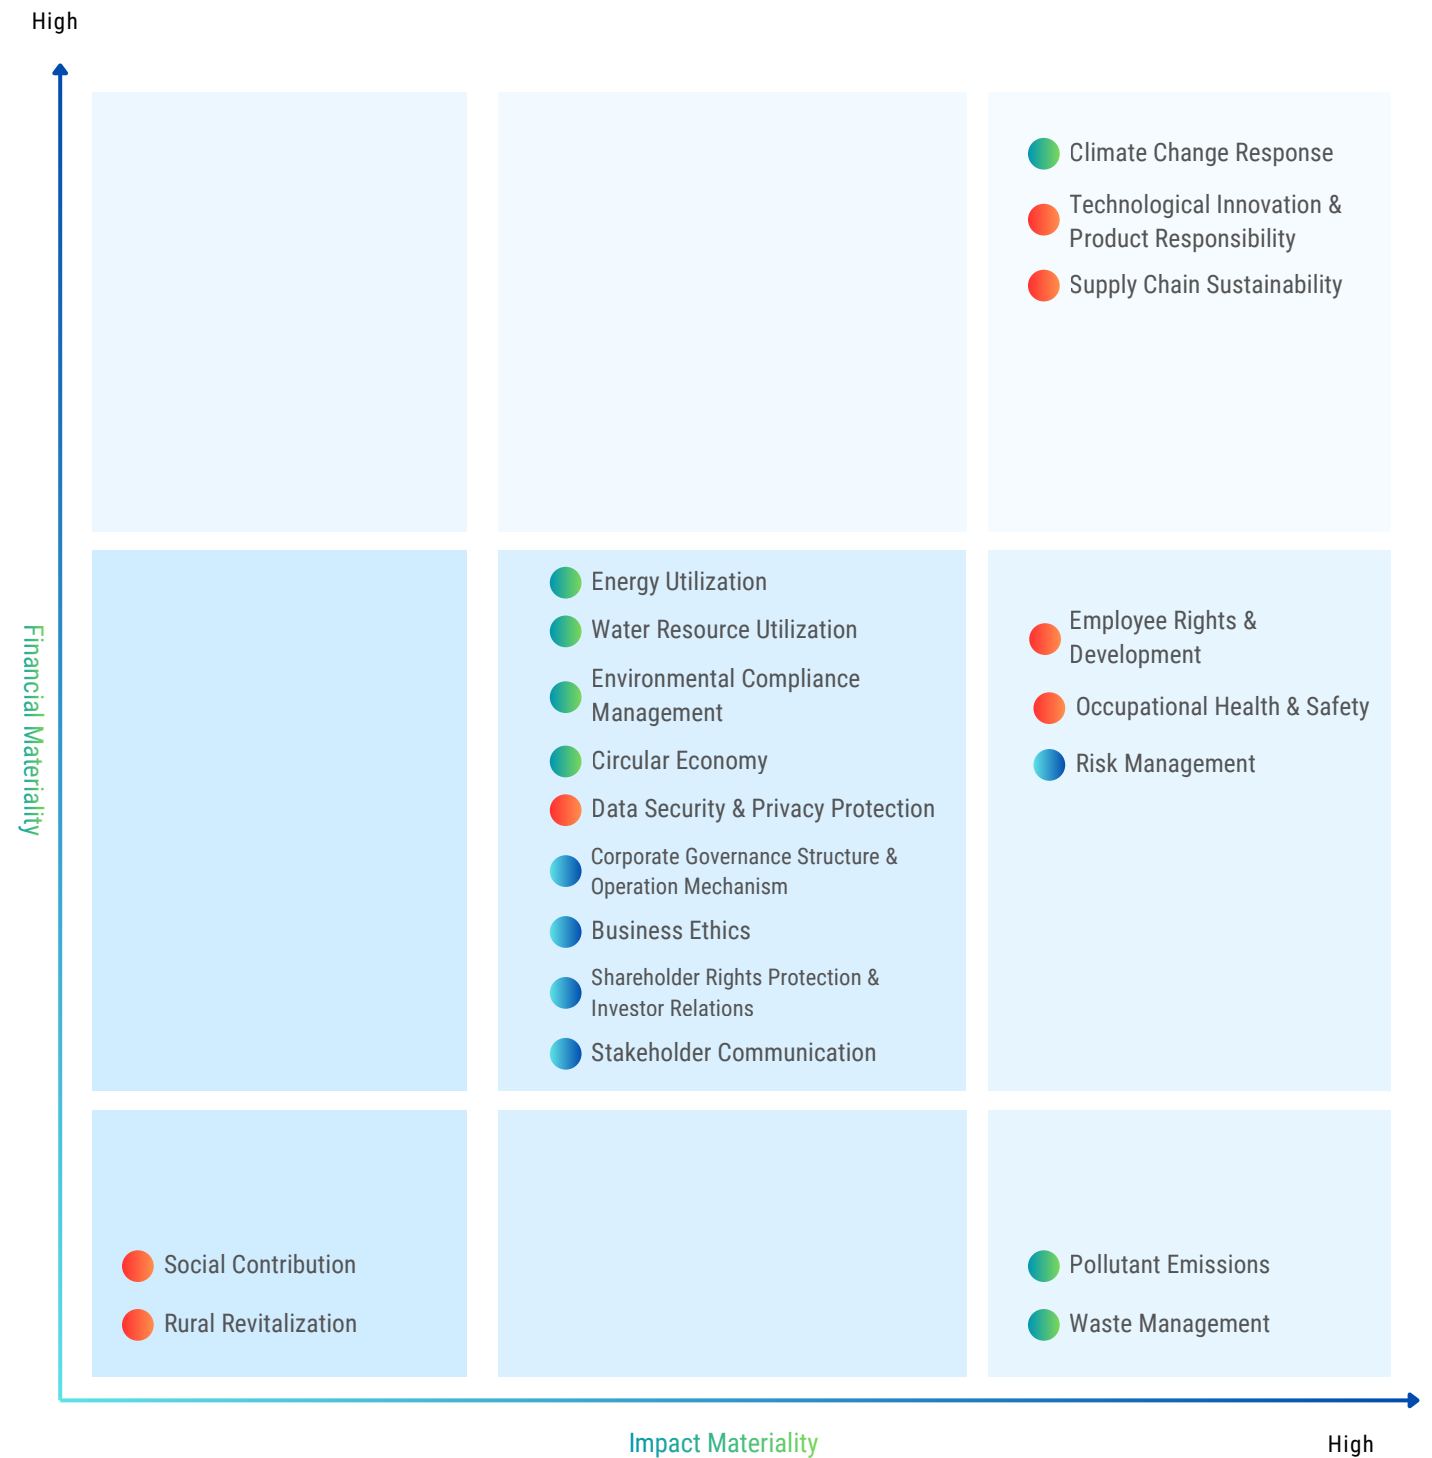 High
Climate Change Response
Technological Innovation &
Product Responsibility
Supply Chain Sustainability
Financial Materiality
Energy Utilization
Water Resource Utilization
Environmental Compliance
Management
Circular Economy
Data Security & Privacy Protection
Corporate Governance Structure &
Operation Mechanism
Business Ethics
Shareholder Rights Protection &
Investor Relations
Stakeholder Communication
Employee Rights &
Development
Occupational Health & Safety
Risk Management
Social Contribution
Rural Revitalization
Pollutant Emissions
Waste Management
Impact Materiality
High